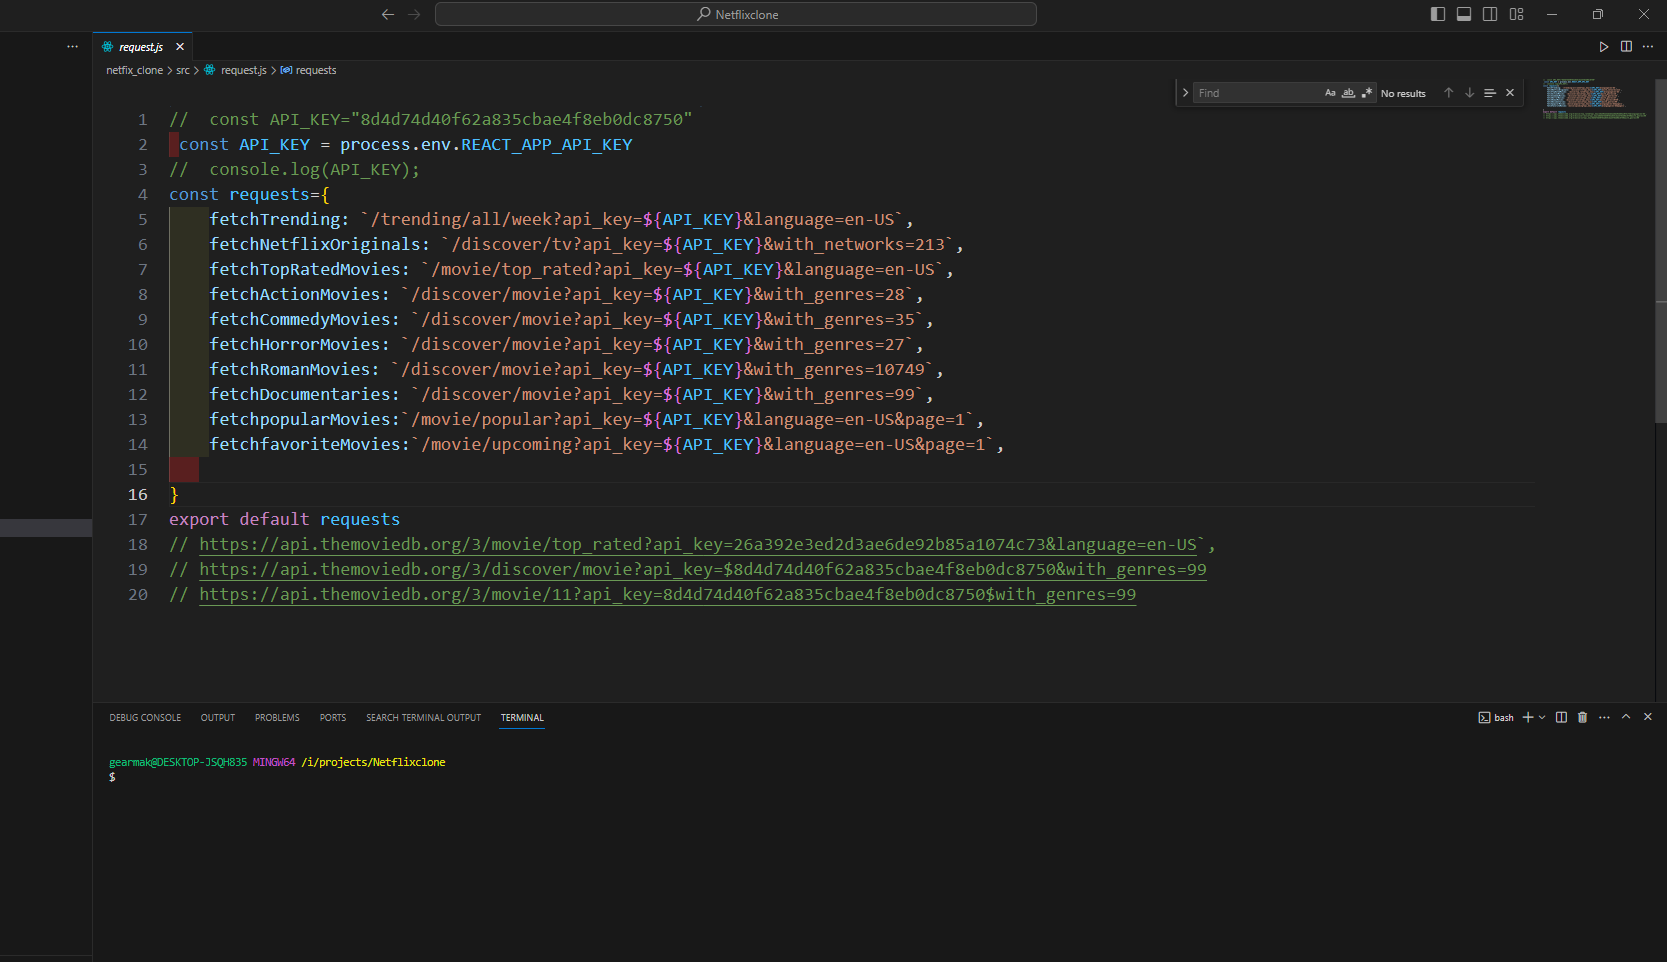 Netflixclone
request.js
netfix_clone > src > request.js > requests
Find Aa ab No results
1 //  const API_KEY="8d4d74d40f62a835cbae4f8eb0dc8750"
2  const API_KEY = process.env.REACT_APP_API_KEY
3 //  console.log(API_KEY);
4 const requests={
5     fetchTrending: `/trending/all/week?api_key=${API_KEY}&language=en-US`,
6     fetchNetflixOriginals: `/discover/tv?api_key=${API_KEY}&with_networks=213`,
7     fetchTopRatedMovies: `/movie/top_rated?api_key=${API_KEY}&language=en-US`,
8     fetchActionMovies: `/discover/movie?api_key=${API_KEY}&with_genres=28`,
9     fetchCommedyMovies: `/discover/movie?api_key=${API_KEY}&with_genres=35`,
10     fetchHorrorMovies: `/discover/movie?api_key=${API_KEY}&with_genres=27`,
11     fetchRomanMovies: `/discover/movie?api_key=${API_KEY}&with_genres=10749`,
12     fetchDocumentaries: `/discover/movie?api_key=${API_KEY}&with_genres=99`,
13     fetchpopularMovies:`/movie/popular?api_key=${API_KEY}&language=en-US&page=1`,
14     fetchfavoriteMovies:`/movie/upcoming?api_key=${API_KEY}&language=en-US&page=1`,
15
16 }
17 export default requests
18 // https://api.themoviedb.org/3/movie/top_rated?api_key=26a392e3ed2d3ae6de92b85a1074c73&language=en-US`,
19 // https://api.themoviedb.org/3/discover/movie?api_key=$8d4d74d40f62a835cbae4f8eb0dc8750&with_genres=99
20 // https://api.themoviedb.org/3/movie/11?api_key=8d4d74d40f62a835cbae4f8eb0dc8750$with_genres=99
DEBUG CONSOLE OUTPUT PROBLEMS PORTS SEARCH TERMINAL OUTPUT TERMINAL bash
gearmak@DESKTOP-JSQH835 MINGW64 /i/projects/Netflixclone
$